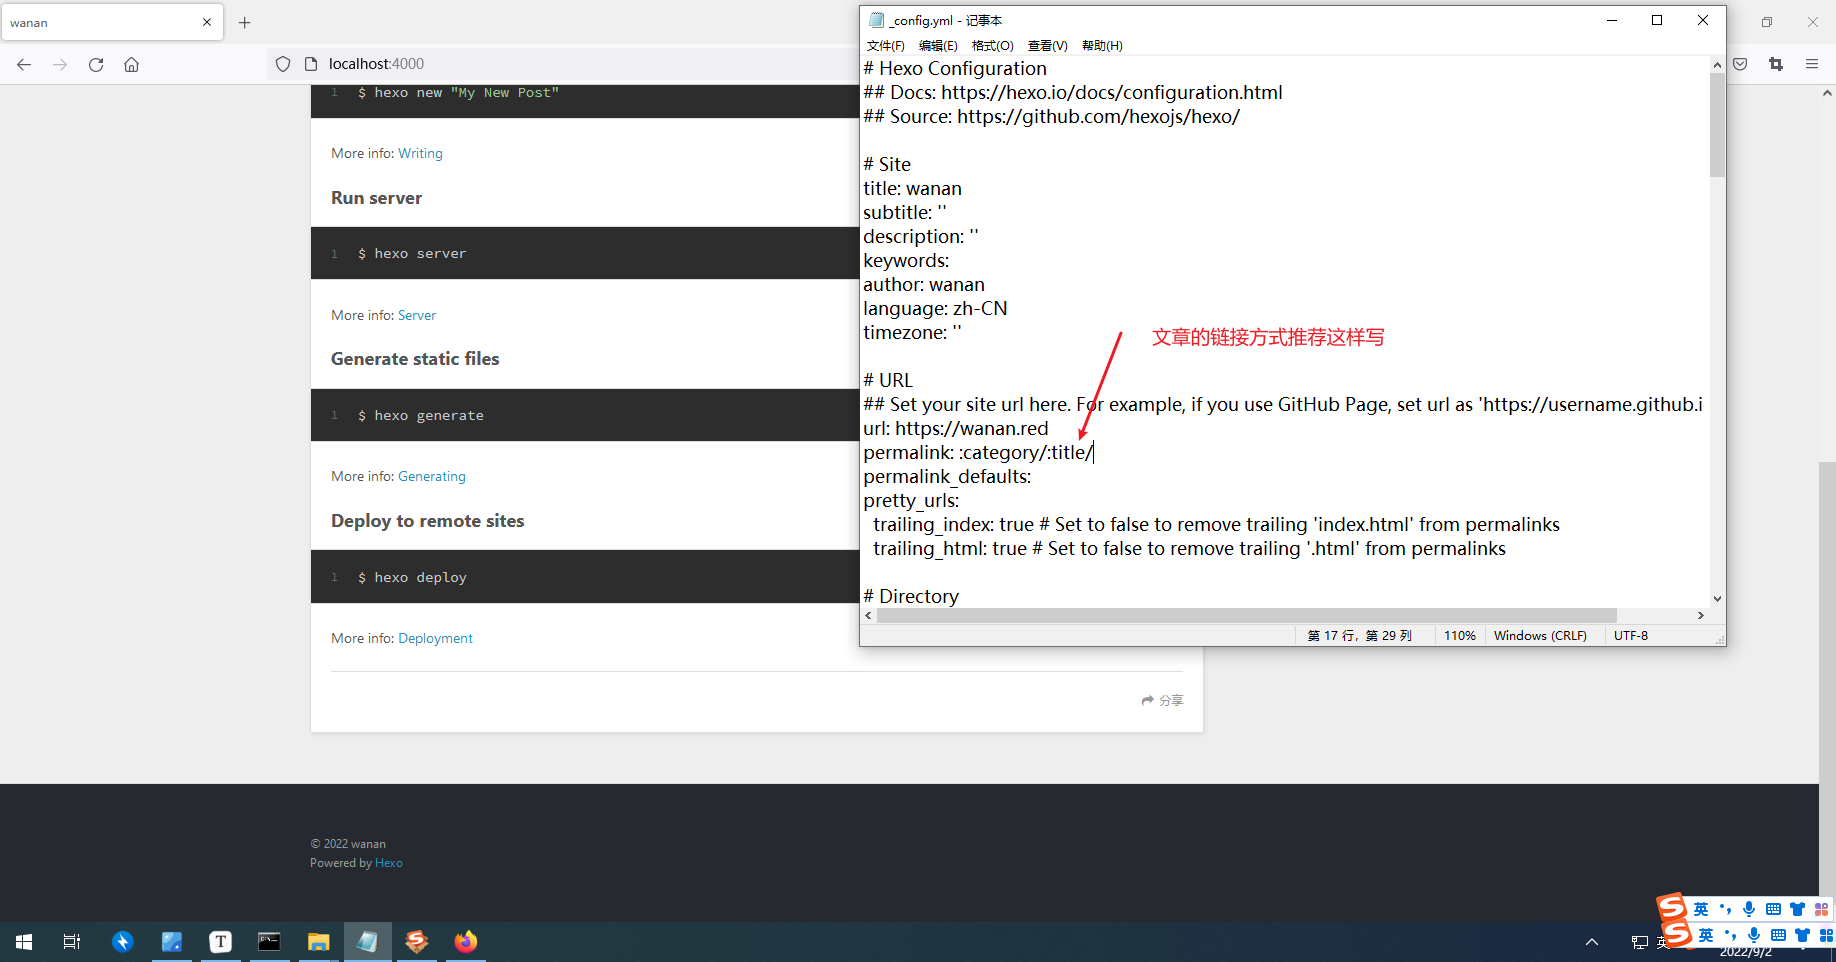 wanan
localhost:4000
1 $ hexo new "My New Post"
More info: Writing
Run server
1 $ hexo server
More info: Server
Generate static files
1 $ hexo generate
More info: Generating
Deploy to remote sites
1 $ hexo deploy
More info: Deployment
分享
© 2022 wanan
Powered by Hexo
_config.yml - 记事本
文件(F) 编辑(E) 格式(O) 查看(V) 帮助(H)
# Hexo Configuration
## Docs: https://hexo.io/docs/configuration.html
## Source: https://github.com/hexojs/hexo/
# Site
title: wanan
subtitle: ''
description: ''
keywords:
author: wanan
language: zh-CN
timezone: ''
文章的链接方式推荐这样写
# URL
## Set your site url here. For example, if you use GitHub Page, set url as 'https://username.github.i
url: https://wanan.red
permalink: :category/:title/
permalink_defaults:
pretty_urls:
trailing_index: true # Set to false to remove trailing 'index.html' from permalinks
trailing_html: true # Set to false to remove trailing '.html' from permalinks
# Directory
第 17 行，第 29 列 110% Windows (CRLF) UTF-8
英
英
英
2022/9/2